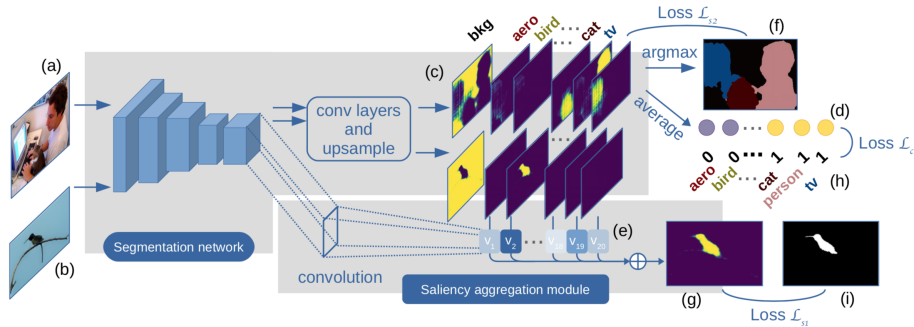 Loss ℒs2
bkg
aero
bird
cat
tv
(f)
(a)
(c)
argmax
conv layers
and
upsample
average
(d)
Loss ℒc
0 0 1 1 1
aero
bird
cat
person
tv
(h)
(b)
Segmentation network
V1 V2 V19 V20
(e)
convolution
Saliency aggregation module
(g)
(i)
Loss ℒs1